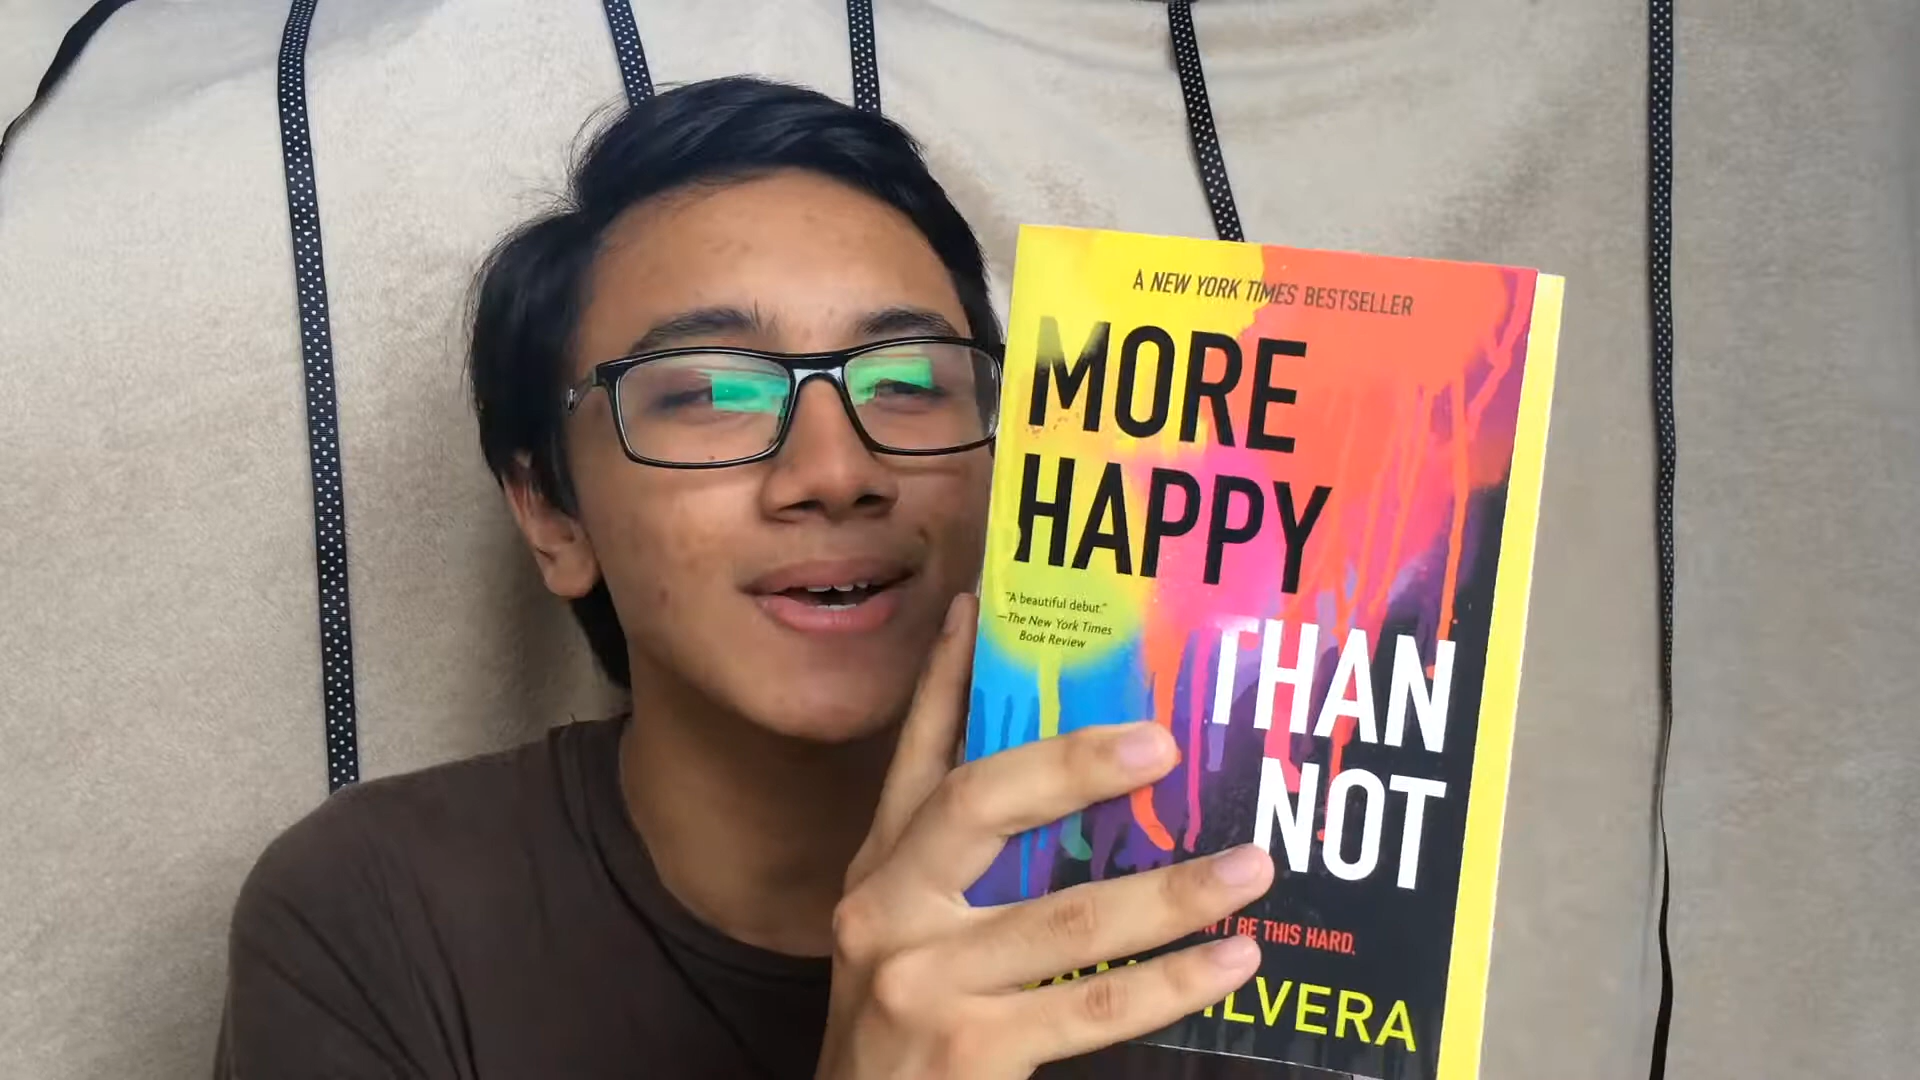 A NEW YORK TIMES BESTSELLER
MORE
HAPPY
"A beautiful debut."
—The New York Times
Book Review
THAN
NOT
BE THIS HARD.